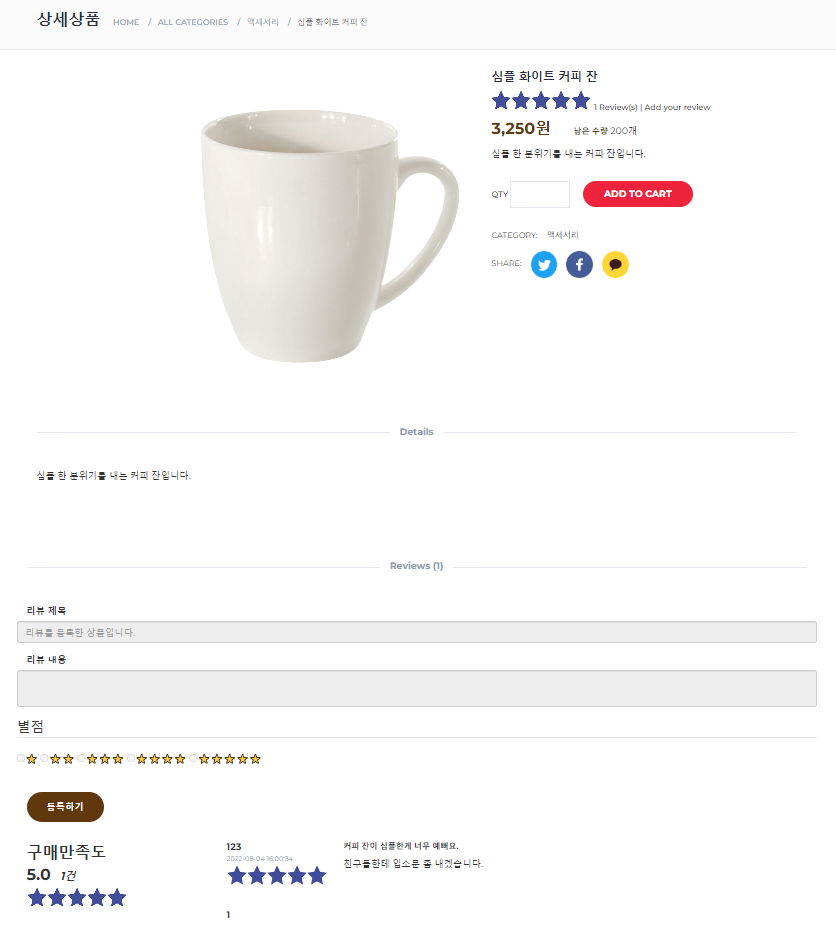 상세상품 HOME / ALL CATEGORIES / 액세서리 / 심플 화이트 커피 잔
심플 화이트 커피 잔
1 Review(s) | Add your review
3,250원 남은 수량 200개
심플 한 분위기를 내는 커피 잔입니다.
QTY ADD TO CART
CATEGORY: 액세서리
SHARE:
Details
심플 한 분위기를 내는 커피 잔입니다.
Reviews (1)
리뷰 제목
리뷰를 등록한 상품입니다.
리뷰 내용
별점
등록하기
구매만족도
5.0 1건
123
2022-08-04 16:00:34
커피 잔이 심플한게 너무 예뻐요.
친구들한테 입소문 좀 내겠습니다.
1